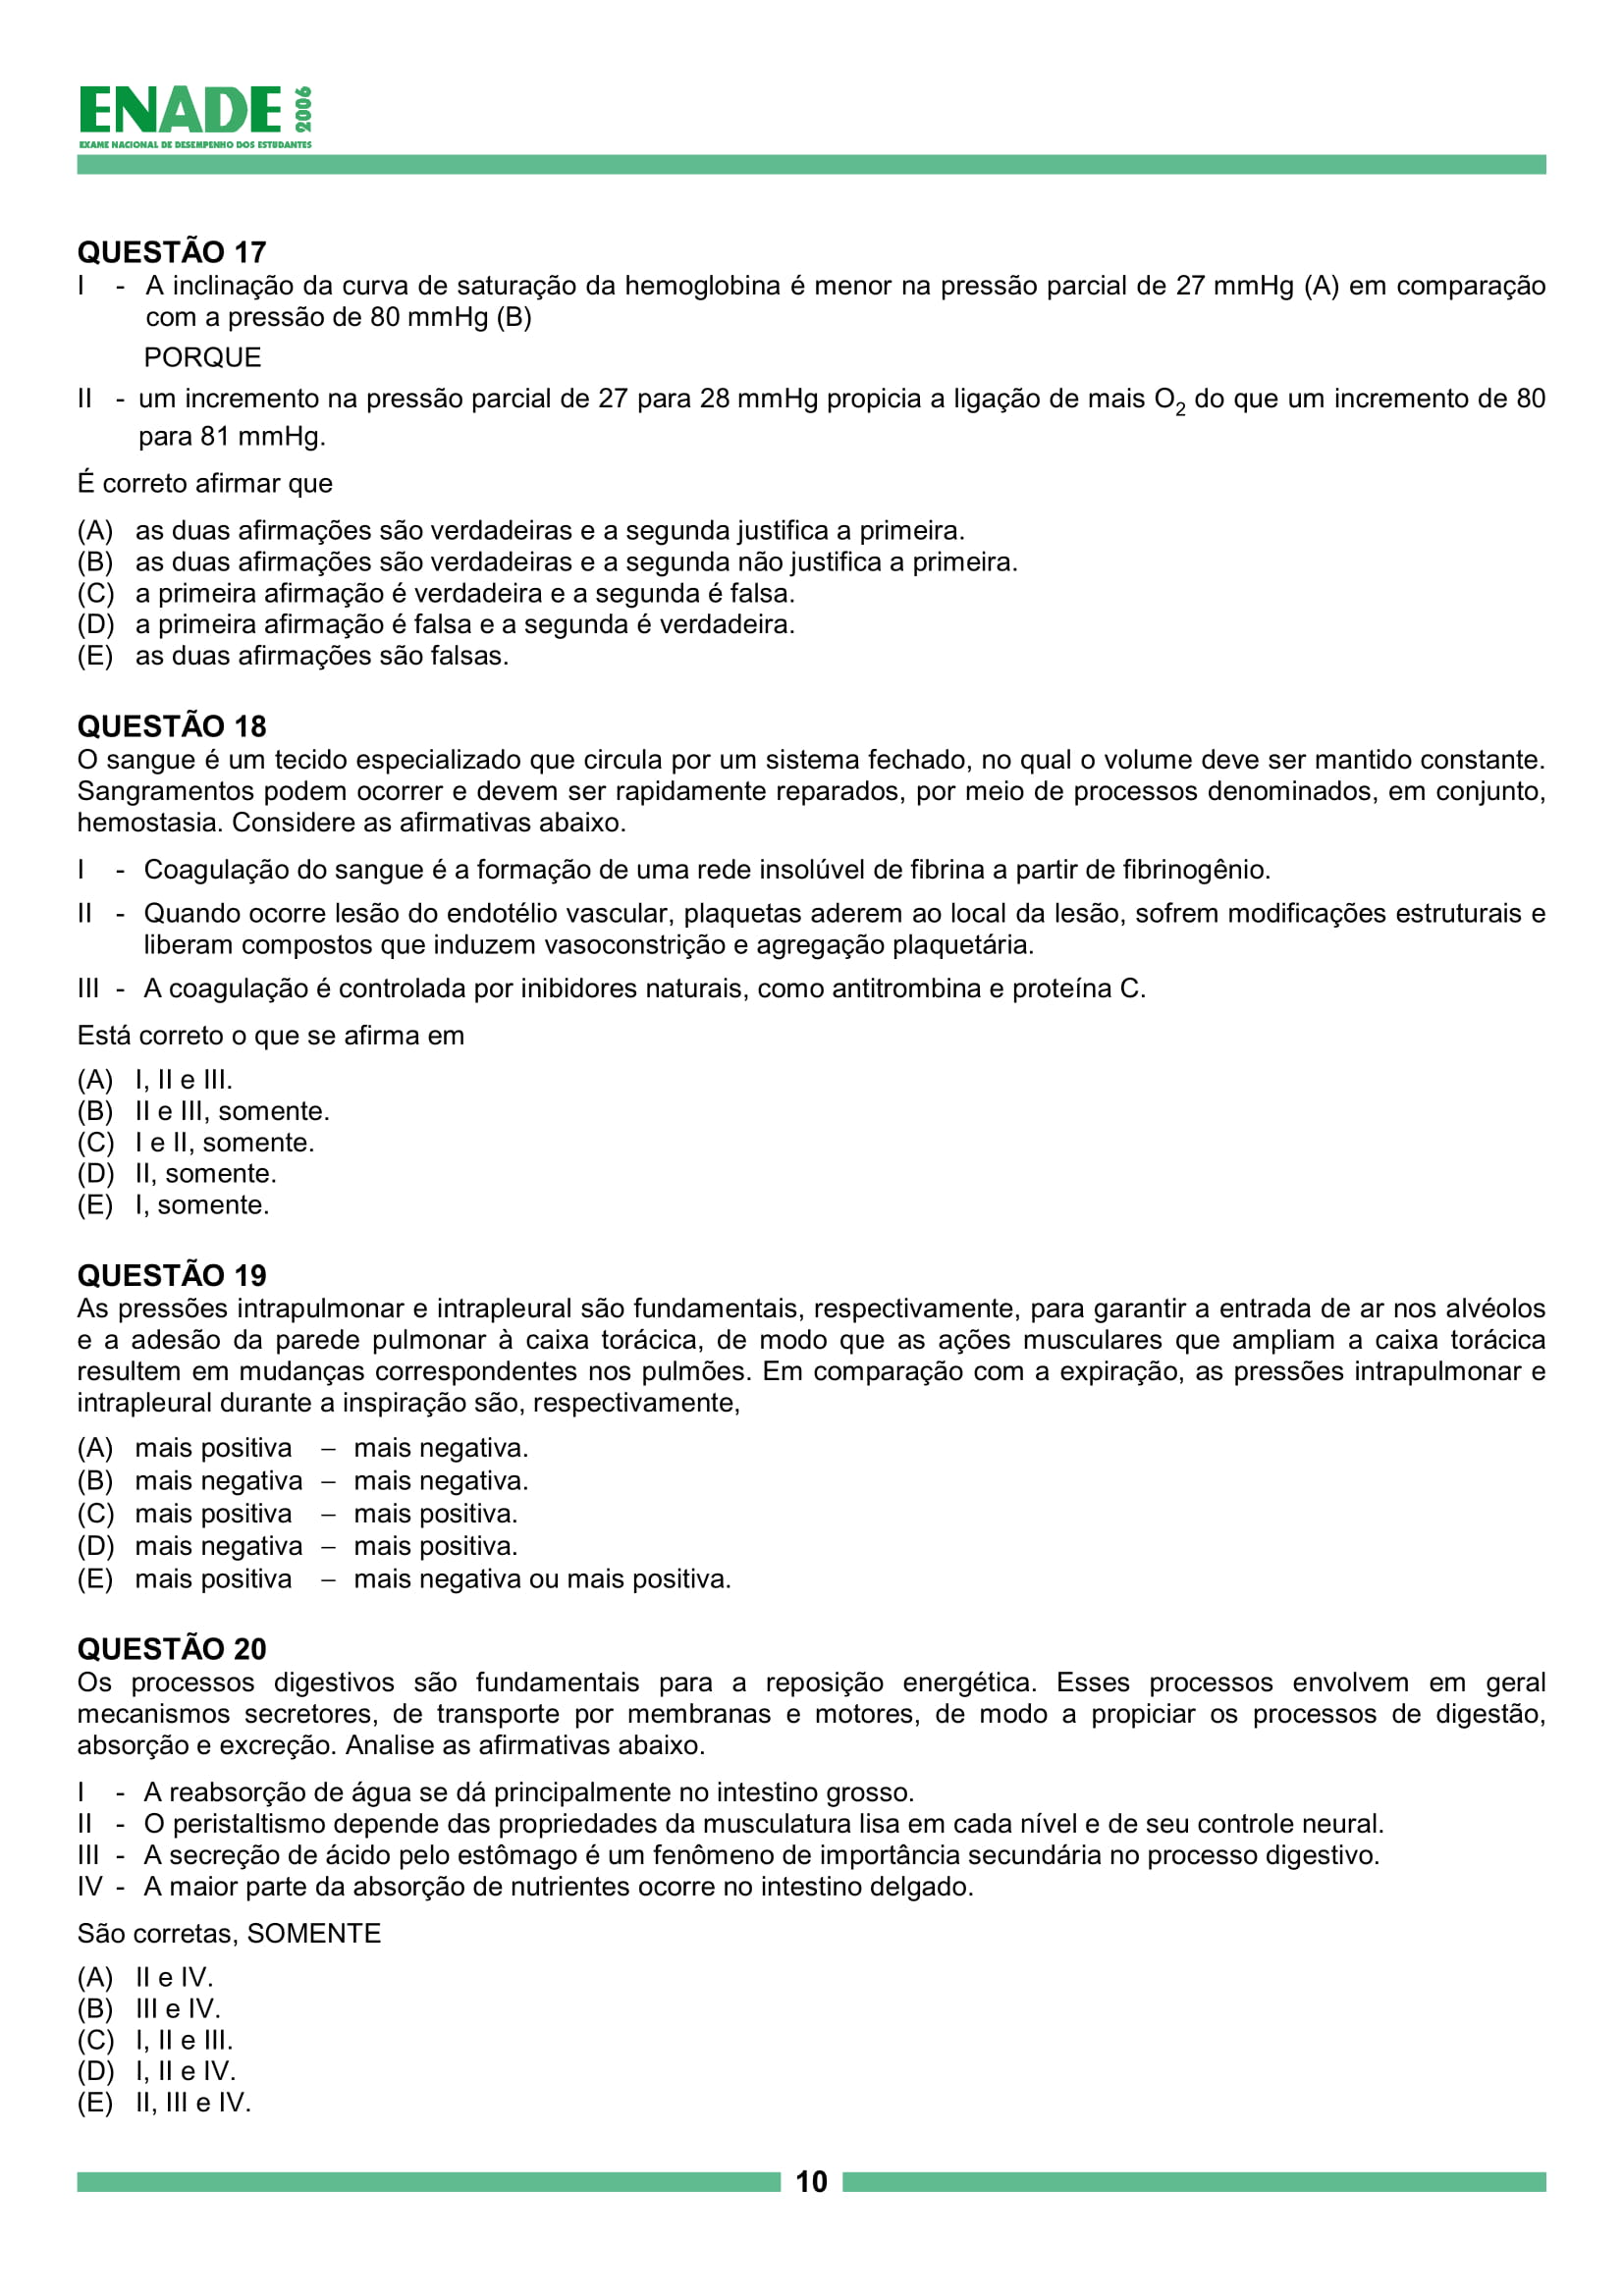 ENADE 2006
EXAME NACIONAL DE DESEMPENHO DOS ESTUDANTES
QUESTÃO 17
I - A inclinação da curva de saturação da hemoglobina é menor na pressão parcial de 27 mmHg (A) em comparação
com a pressão de 80 mmHg (B)
PORQUE
II - um incremento na pressão parcial de 27 para 28 mmHg propicia a ligação de mais O2 do que um incremento de 80
para 81 mmHg.
É correto afirmar que
(A) as duas afirmações são verdadeiras e a segunda justifica a primeira.
(B) as duas afirmações são verdadeiras e a segunda não justifica a primeira.
(C) a primeira afirmação é verdadeira e a segunda é falsa.
(D) a primeira afirmação é falsa e a segunda é verdadeira.
(E) as duas afirmações são falsas.
QUESTÃO 18
O sangue é um tecido especializado que circula por um sistema fechado, no qual o volume deve ser mantido constante.
Sangramentos podem ocorrer e devem ser rapidamente reparados, por meio de processos denominados, em conjunto,
hemostasia. Considere as afirmativas abaixo.
I - Coagulação do sangue é a formação de uma rede insolúvel de fibrina a partir de fibrinogênio.
II - Quando ocorre lesão do endotélio vascular, plaquetas aderem ao local da lesão, sofrem modificações estruturais e
liberam compostos que induzem vasoconstrição e agregação plaquetária.
III - A coagulação é controlada por inibidores naturais, como antitrombina e proteína C.
Está correto o que se afirma em
(A) I, II e III.
(B) II e III, somente.
(C) I e II, somente.
(D) II, somente.
(E) I, somente.
QUESTÃO 19
As pressões intrapulmonar e intrapleural são fundamentais, respectivamente, para garantir a entrada de ar nos alvéolos
e a adesão da parede pulmonar à caixa torácica, de modo que as ações musculares que ampliam a caixa torácica
resultem em mudanças correspondentes nos pulmões. Em comparação com a expiração, as pressões intrapulmonar e
intrapleural durante a inspiração são, respectivamente,
(A) mais positiva – mais negativa.
(B) mais negativa – mais negativa.
(C) mais positiva – mais positiva.
(D) mais negativa – mais positiva.
(E) mais positiva – mais negativa ou mais positiva.
QUESTÃO 20
Os processos digestivos são fundamentais para a reposição energética. Esses processos envolvem em geral
mecanismos secretores, de transporte por membranas e motores, de modo a propiciar os processos de digestão,
absorção e excreção. Analise as afirmativas abaixo.
I - A reabsorção de água se dá principalmente no intestino grosso.
II - O peristaltismo depende das propriedades da musculatura lisa em cada nível e de seu controle neural.
III - A secreção de ácido pelo estômago é um fenômeno de importância secundária no processo digestivo.
IV - A maior parte da absorção de nutrientes ocorre no intestino delgado.
São corretas, SOMENTE
(A) II e IV.
(B) III e IV.
(C) I, II e III.
(D) I, II e IV.
(E) II, III e IV.
10